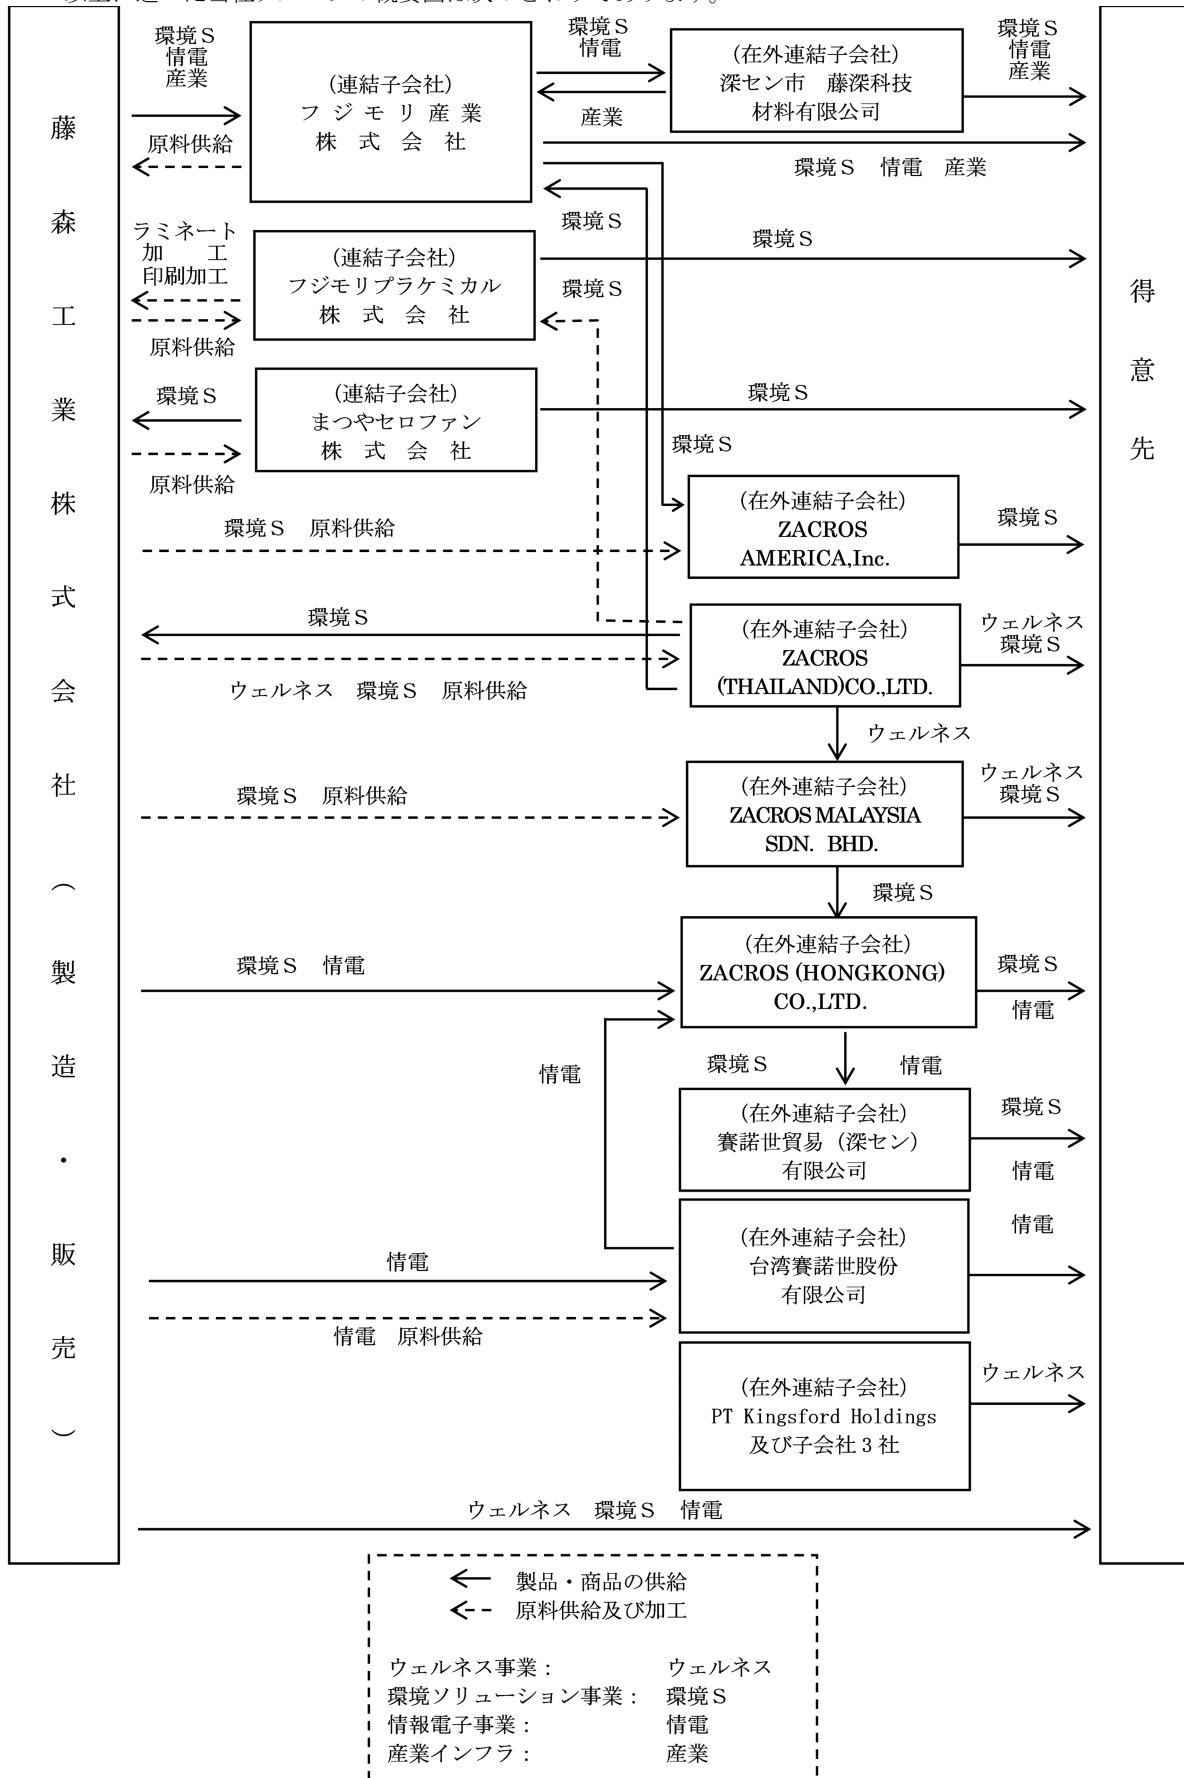 藤森工業株式会社（製造・販売）
環境Ｓ
情電
産業
原料供給
(連結子会社)
フジモリ産業
株式会社
環境Ｓ
情電
産業
(在外連結子会社)
深セン市　藤深科技
材料有限公司
環境Ｓ
情電
産業
環境Ｓ　情電　産業
得意先
ラミネート
加　　工
印刷加工
原料供給
(連結子会社)
フジモリプラケミカル
株式会社
環境Ｓ
環境Ｓ
環境Ｓ
環境Ｓ
原料供給
(連結子会社)
まつやセロファン
株式会社
環境Ｓ
環境Ｓ
環境Ｓ　原料供給
(在外連結子会社)
ZACROS
AMERICA,Inc.
環境Ｓ
環境Ｓ
ウェルネス　環境Ｓ　原料供給
(在外連結子会社)
ZACROS
(THAILAND)CO.,LTD.
ウェルネス
環境Ｓ
ウェルネス
環境Ｓ　原料供給
(在外連結子会社)
ZACROS MALAYSIA
SDN. BHD.
ウェルネス
環境Ｓ
環境Ｓ
環境Ｓ　情電
(在外連結子会社)
ZACROS (HONGKONG)
CO.,LTD.
環境Ｓ
情電
情電
環境Ｓ
情電
(在外連結子会社)
賽諾世貿易（深セン）
有限公司
環境Ｓ
情電
情電
情電　原料供給
(在外連結子会社)
台湾賽諾世股份
有限公司
情電
(在外連結子会社)
PT Kingsford Holdings
及び子会社３社
ウェルネス
ウェルネス　環境Ｓ　情電
製品・商品の供給
原料供給及び加工
ウェルネス事業：　ウェルネス
環境ソリューション事業：　環境Ｓ
情報電子事業：　情電
産業インフラ：　産業